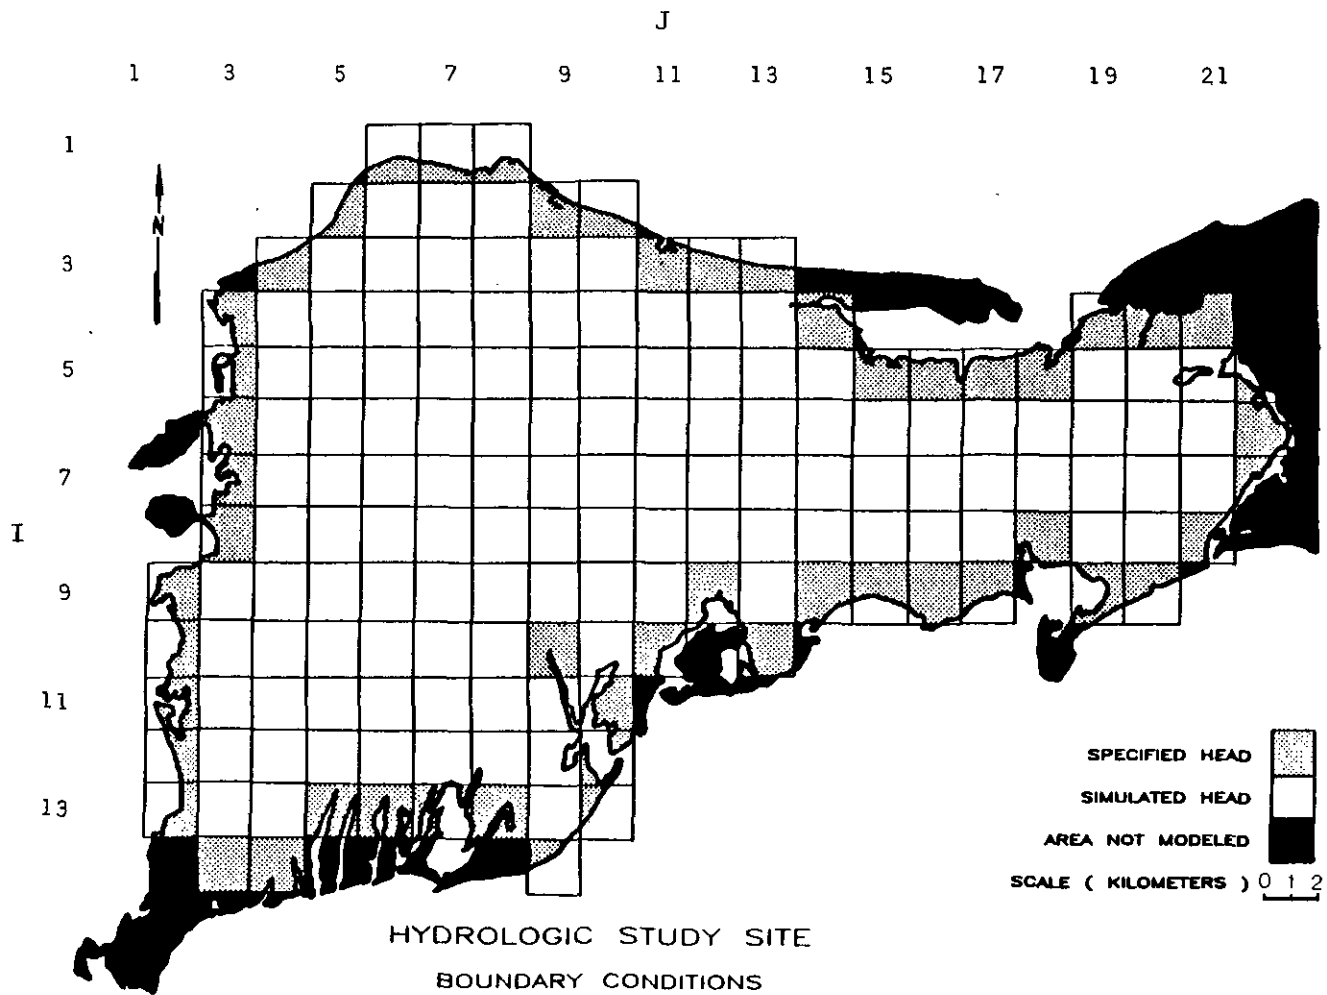 J
1 3 5 7 9 11 13 15 17 19 21
1
N
3
5
7
I
9
11
13
SPECIFIED HEAD
SIMULATED HEAD
AREA NOT MODELED
SCALE ( KILOMETERS ) 0 1 2
HYDROLOGIC STUDY SITE
BOUNDARY CONDITIONS